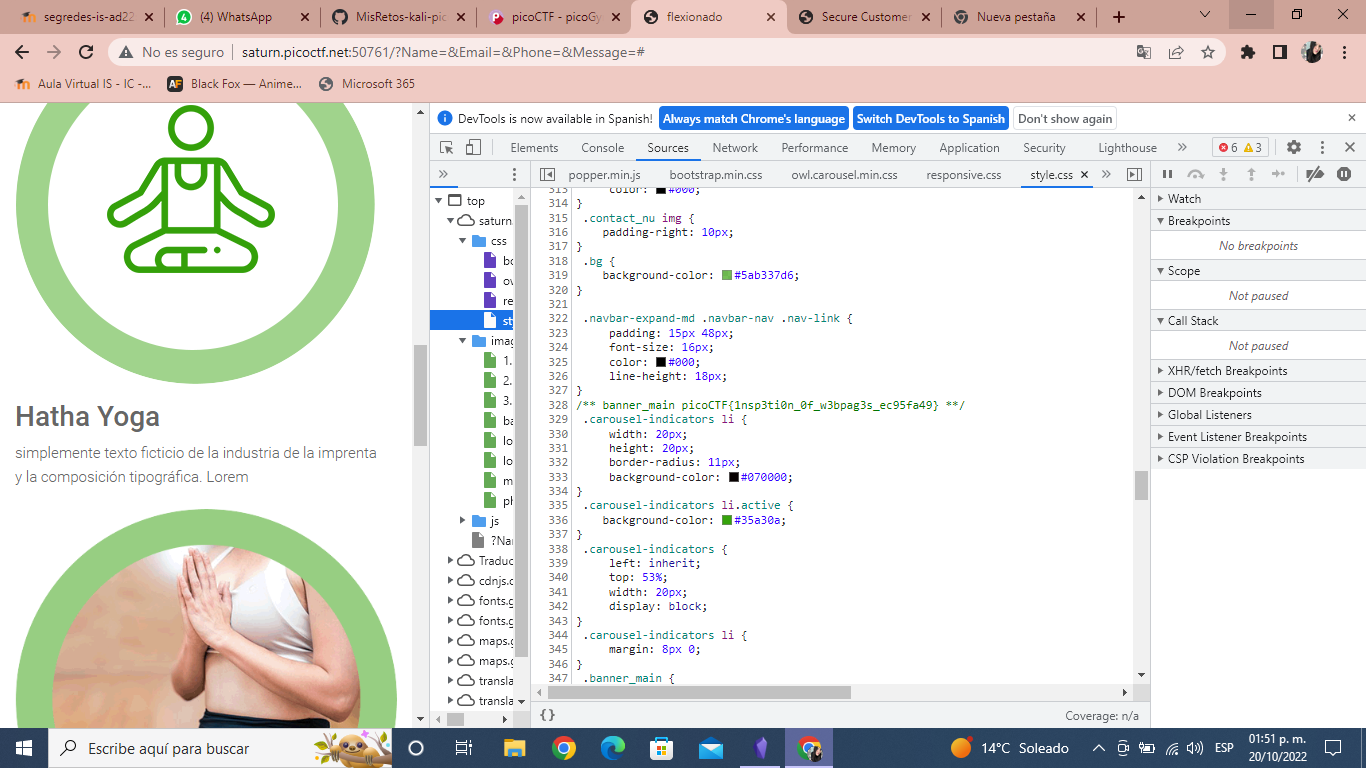 segredes-is-ad22
(4) WhatsApp
MisRetos-kali-pic
picoCTF - picoGy
flexionado
Secure Customer
Nueva pestaña
No es seguro
saturn.picoctf.net:50761/?Name=&Email=&Phone=&Message=#
Aula Virtual IS - IC -...
Black Fox — Anime...
Microsoft 365
DevTools is now available in Spanish!
Always match Chrome's language
Switch DevTools to Spanish
Don't show again
Elements
Console
Sources
Network
Performance
Memory
Application
Security
Lighthouse
6
3
popper.min.js
bootstrap.min.css
owl.carousel.min.css
responsive.css
style.css
top
saturn.
css
bo
ov
re
st
imag
1.
2.
3.
ba
lo
lo
m
ph
js
?Nar
Traduc
cdnjs.c
fonts.g
fonts.g
maps.g
maps.g
transla
transla
313 color: #000;
314 }
315 .contact_nu img {
316 padding-right: 10px;
317 }
318 .bg {
319 background-color: #5ab337d6;
320 }
321
322 .navbar-expand-md .navbar-nav .nav-link {
323 padding: 15px 48px;
324 font-size: 16px;
325 color: #000;
326 line-height: 18px;
327 }
328 /** banner_main picoCTF{1nsp3ti0n_0f_w3bpag3s_ec95fa49} **/
329 .carousel-indicators li {
330 width: 20px;
331 height: 20px;
332 border-radius: 11px;
333 background-color: #070000;
334 }
335 .carousel-indicators li.active {
336 background-color: #35a30a;
337 }
338 .carousel-indicators {
339 left: inherit;
340 top: 53%;
341 width: 20px;
342 display: block;
343 }
344 .carousel-indicators li {
345 margin: 8px 0;
346 }
347 .banner_main {
{}
Coverage: n/a
Watch
Breakpoints
No breakpoints
Scope
Not paused
Call Stack
Not paused
XHR/fetch Breakpoints
DOM Breakpoints
Global Listeners
Event Listener Breakpoints
CSP Violation Breakpoints
Hatha Yoga
simplemente texto ficticio de la industria de la imprenta
y la composición tipográfica. Lorem
Escribe aquí para buscar
14°C Soleado
ESP
01:51 p. m.
20/10/2022